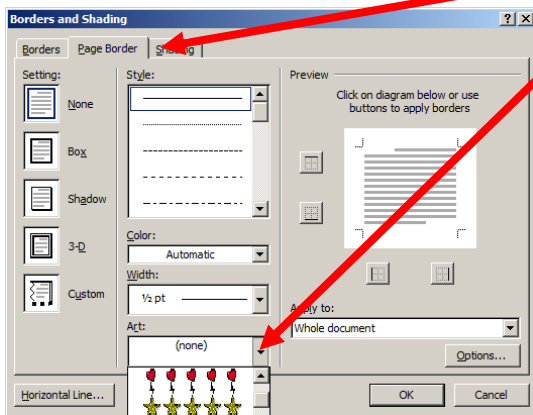 Borders and Shading
Borders
Page Border
Shading
Setting:
None
Box
Shadow
3-D
Custom
Style:
Color:
Automatic
Width:
½ pt
Art:
(none)
Preview
Click on diagram below or use
buttons to apply borders
Apply to:
Whole document
Options...
Horizontal Line...
OK
Cancel